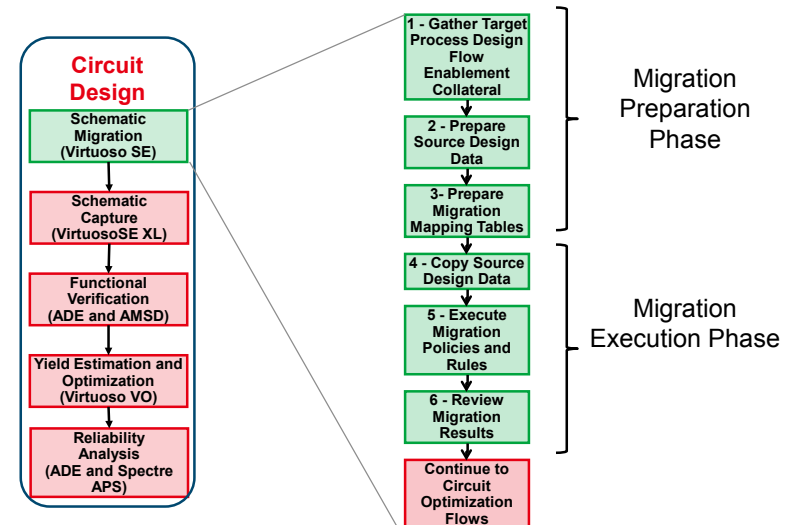 Circuit
Design
Schematic
Migration
(Virtuoso SE)
Schematic
Capture
(VirtuosoSE XL)
Functional
Verification
(ADE and AMSD)
Yield Estimation and
Optimization
(Virtuoso VO)
Reliability
Analysis
(ADE and Spectre
APS)
1 - Gather Target
Process Design
Flow
Enablement
Collateral
2 - Prepare
Source Design
Data
3- Prepare
Migration
Mapping Tables
4 - Copy Source
Design Data
5 - Execute
Migration
Policies and
Rules
6 - Review
Migration
Results
Continue to
Circuit
Optimization
Flows
Migration
Preparation
Phase
Migration
Execution Phase